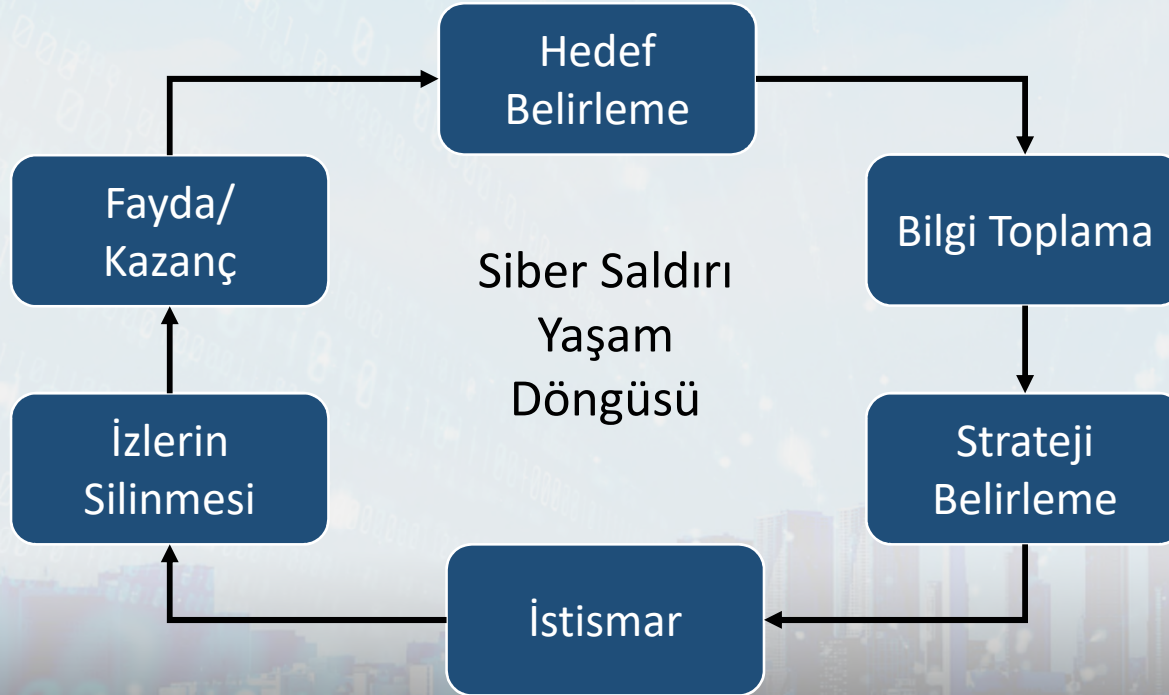 Hedef
Belirleme
Fayda/
Kazanç
Bilgi Toplama
Siber Saldırı
Yaşam
Döngüsü
İzlerin
Silinmesi
Strateji
Belirleme
İstismar